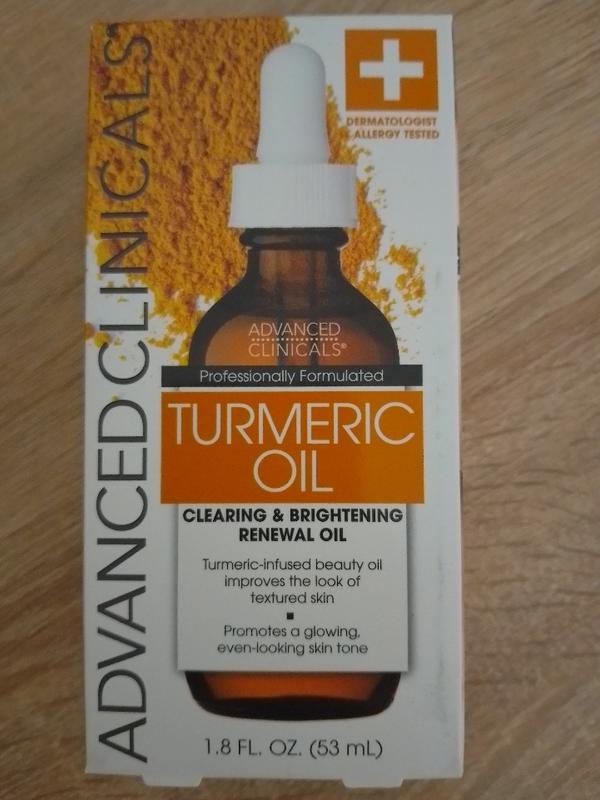 ADVANCED CLINICALS®
DERMATOLOGIST
ALLERGY TESTED
ADVANCED
CLINICALS®
Professionally Formulated
TURMERIC
OIL
CLEARING & BRIGHTENING
RENEWAL OIL
Turmeric-infused beauty oil
improves the look of
textured skin
Promotes a glowing,
even-looking skin tone
1.8 FL. OZ. (53 mL)